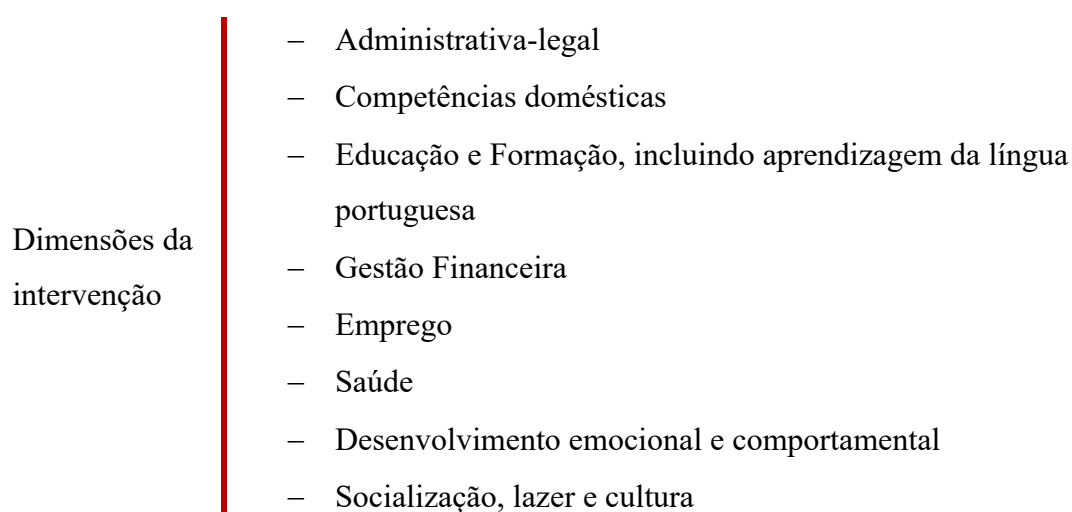 Dimensões da
intervenção
– Administrativa-legal
– Competências domésticas
– Educação e Formação, incluindo aprendizagem da língua
portuguesa
– Gestão Financeira
– Emprego
– Saúde
– Desenvolvimento emocional e comportamental
– Socialização, lazer e cultura